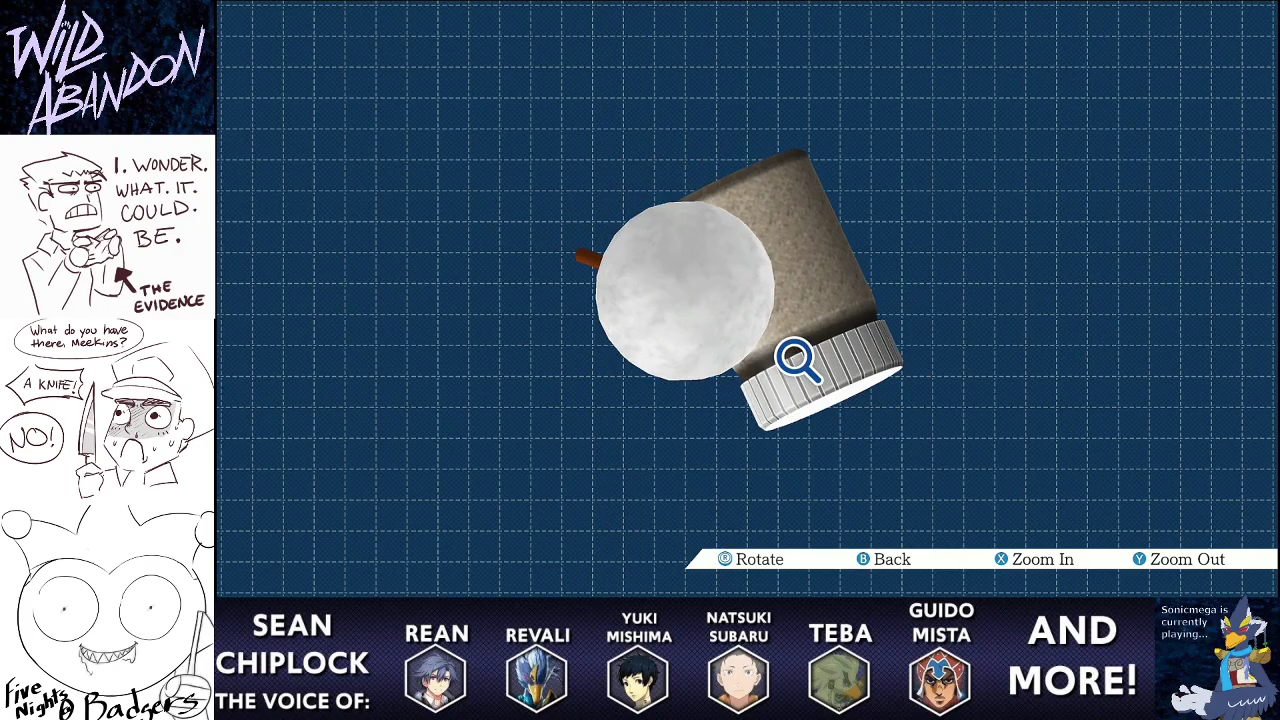 WILD
ABANDON
I. WONDER.
WHAT. IT.
COULD.
BE.
THE
EVIDENCE
What do you have
there, Meekins?
A KNIFE!
NO!
Five
Nights
@ Badgers
R Rotate
B Back
X Zoom In
Y Zoom Out
SEAN
CHIPLOCK
THE VOICE OF:
REAN
REVALI
YUKI
MISHIMA
NATSUKI
SUBARU
TEBA
GUIDO
MISTA
AND
MORE!
Sonicmega is
currently
playing...